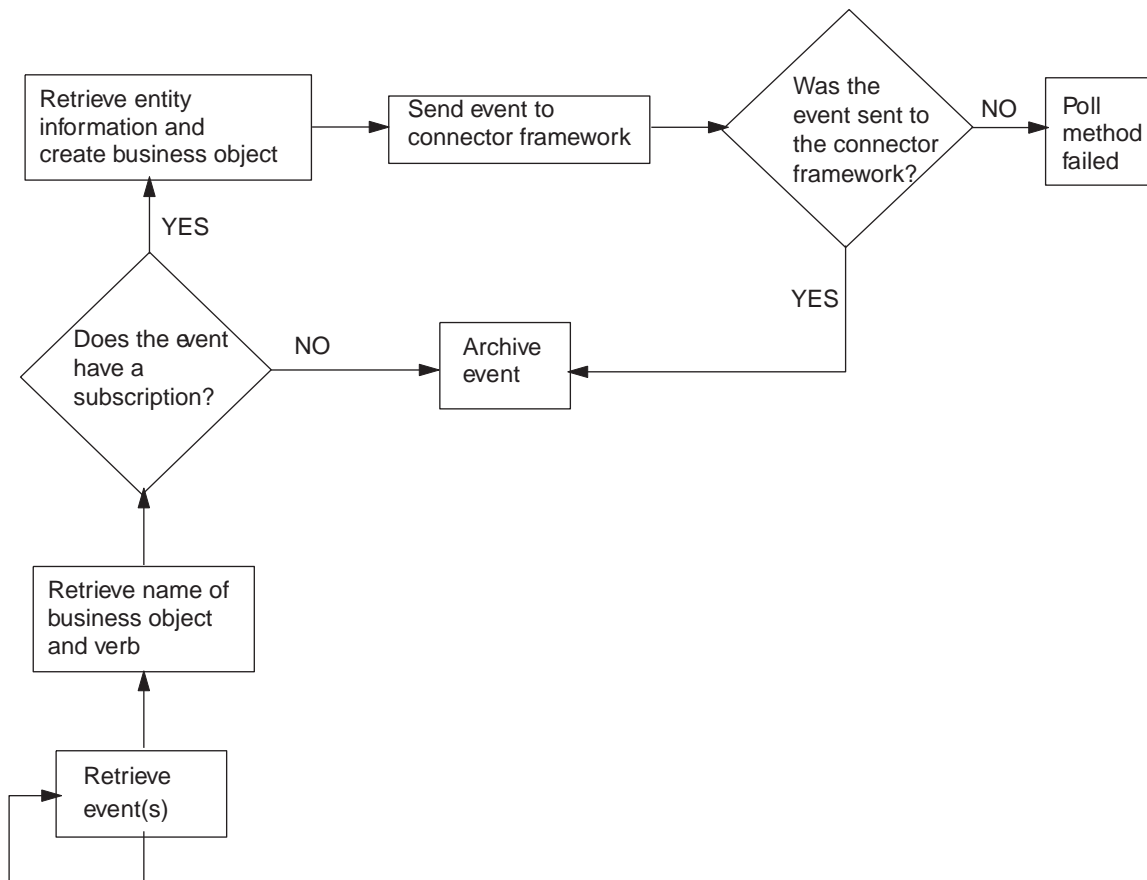 Retrieve entity
information and
create business object
Send event to
connector framework
Was the
event sent to
the connector
framework?
NO
Poll
method
failed
YES
YES
Does the event
have a
subscription?
NO
Archive
event
Retrieve name of
business object
and verb
Retrieve
event(s)